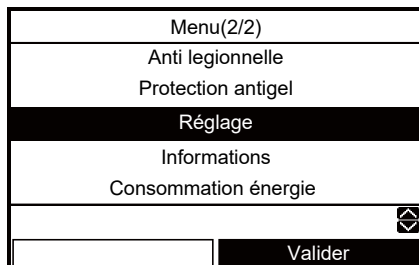 Menu(2/2)
Anti legionnelle
Protection antigel
Réglage
Informations
Consommation énergie
Valider